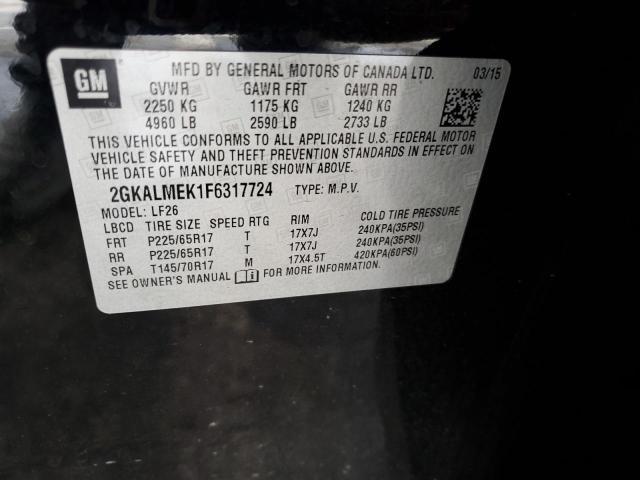 GM
MFD BY GENERAL MOTORS OF CANADA LTD. 03/15
GVWR GAWR FRT GAWR RR
2250 KG 1175 KG 1240 KG
4960 LB 2590 LB 2733 LB
THIS VEHICLE CONFORMS TO ALL APPLICABLE U.S. FEDERAL MOTOR
VEHICLE SAFETY AND THEFT PREVENTION STANDARDS IN EFFECT ON
THE DATE OF MANUFACTURE SHOWN ABOVE.
2GKALMEK1F6317724 TYPE: M.P.V.
MODEL: LF26
LBCD TIRE SIZE SPEED RTG RIM COLD TIRE PRESSURE
FRT P225/65R17 T 17X7J 240KPA(35PSI)
RR P225/65R17 T 17X7J 240KPA(35PSI)
SPA T145/70R17 M 17X4.5T 420KPA(60PSI)
SEE OWNER'S MANUAL FOR MORE INFORMATION.